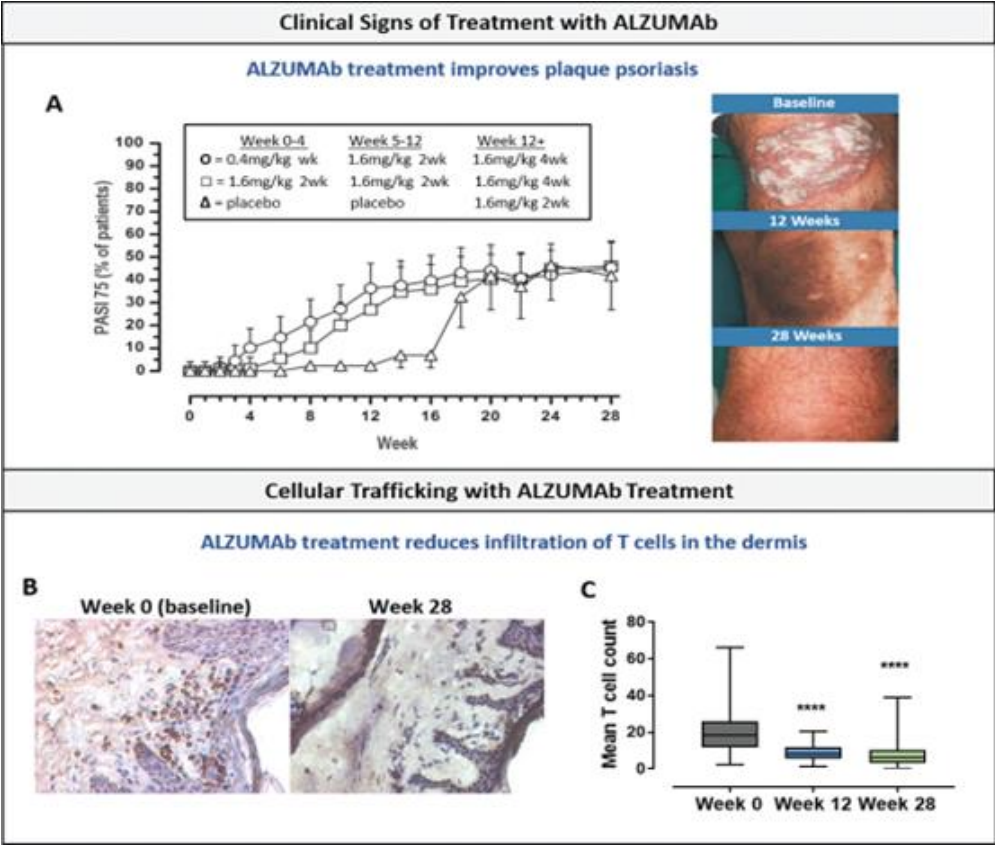 Clinical Signs of Treatment with ALZUMAb
ALZUMAb treatment improves plaque psoriasis
A
Week 0-4 Week 5-12 Week 12+
O = 0.4mg/kg wk 1.6mg/kg 2wk 1.6mg/kg 4wk
□ = 1.6mg/kg 2wk 1.6mg/kg 2wk 1.6mg/kg 4wk
Δ = placebo placebo 1.6mg/kg 2wk
PASI 75 (% of patients)
100
90
80
70
60
50
40
30
20
10
0
0 4 8 12 16 20 24 28
Week
Baseline
12 Weeks
28 Weeks
Cellular Trafficking with ALZUMAb Treatment
ALZUMAb treatment reduces infiltration of T cells in the dermis
B
Week 0 (baseline) Week 28
C
Mean T cell count
80
60
40
20
0
****
****
Week 0 Week 12 Week 28